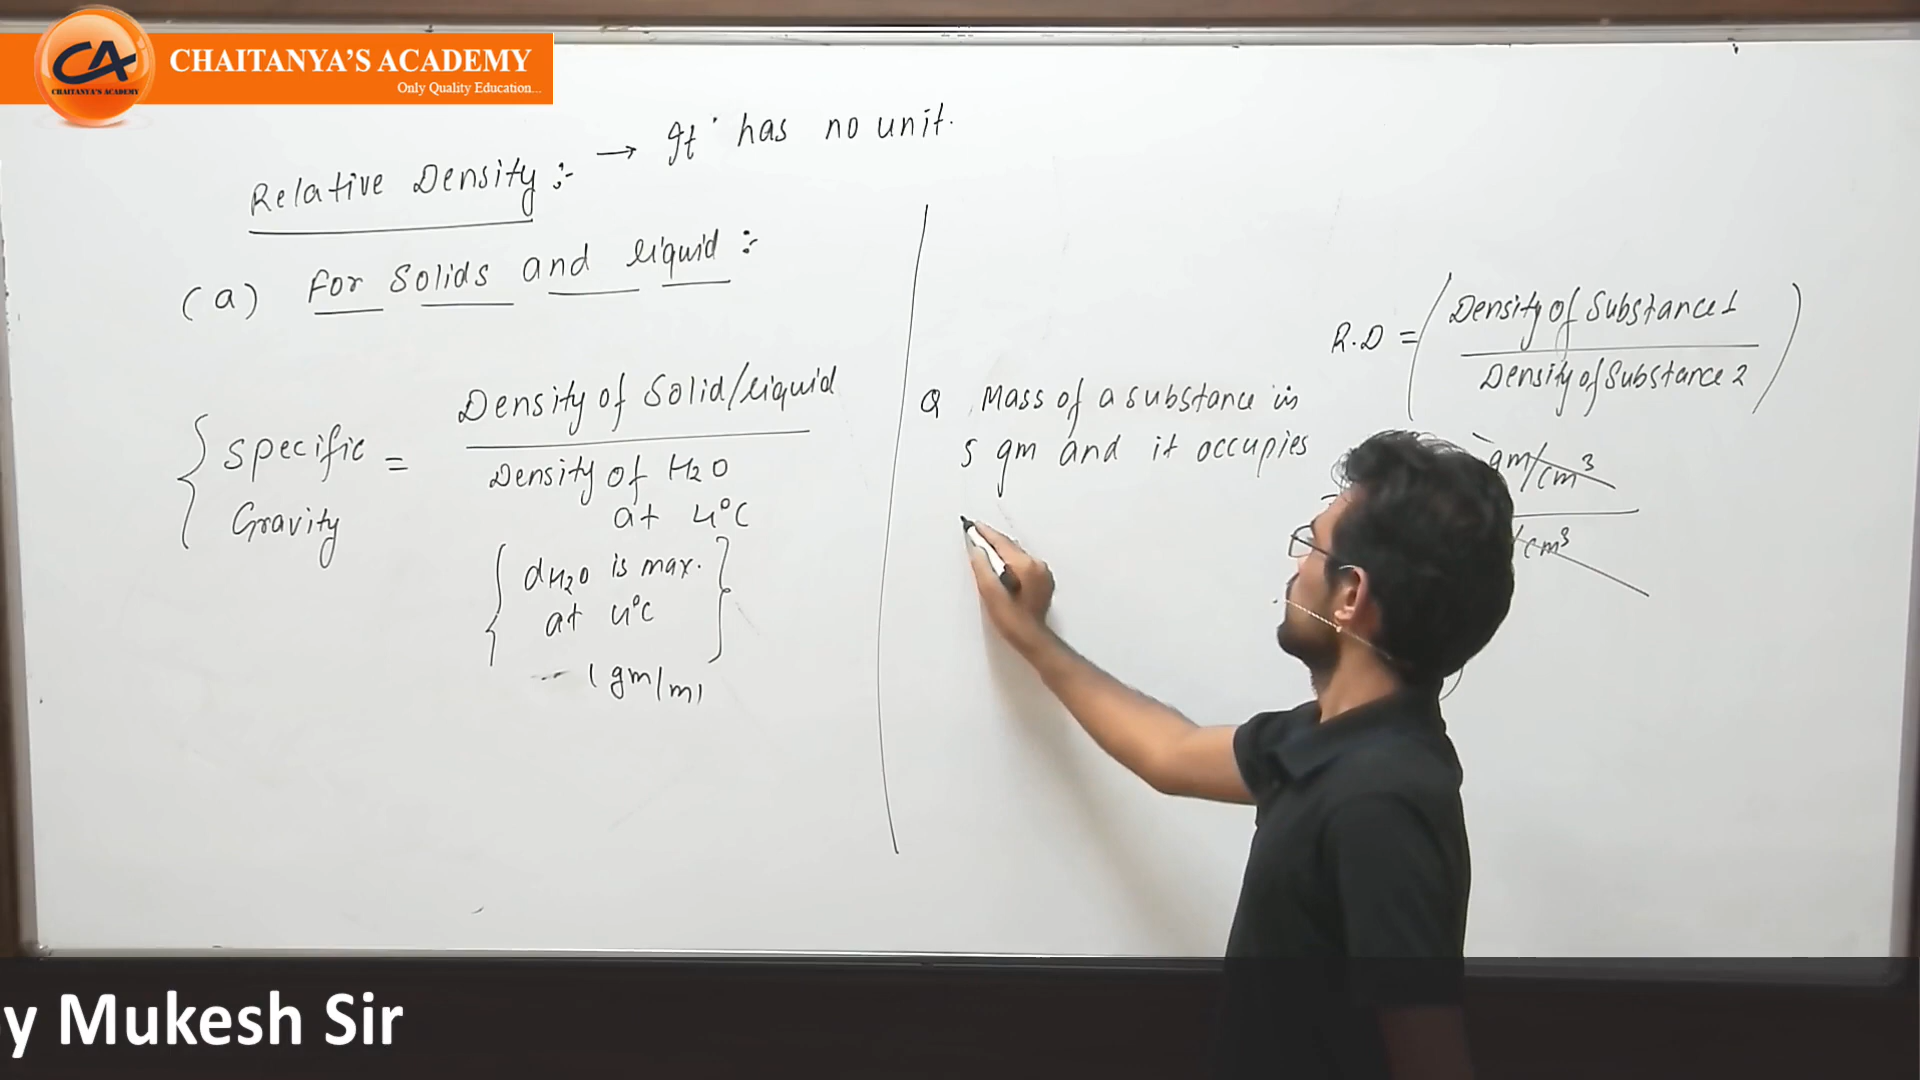 CA
CHAITANYA'S ACADEMY
CHAITANYA'S ACADEMY
Only Quality Education...
Relative Density :- → It has no unit.
(a) For Solids and liquid :-
Specific Gravity = Density of Solid/liquid
Density of H2O
at 4°C
dH2O is max.
at 4°C
1 gm/ml
R.D = Density of Substance 1
Density of Substance 2
Q Mass of a substance is
5 gm and it occupies
gm/cm³
/cm³
y Mukesh Sir